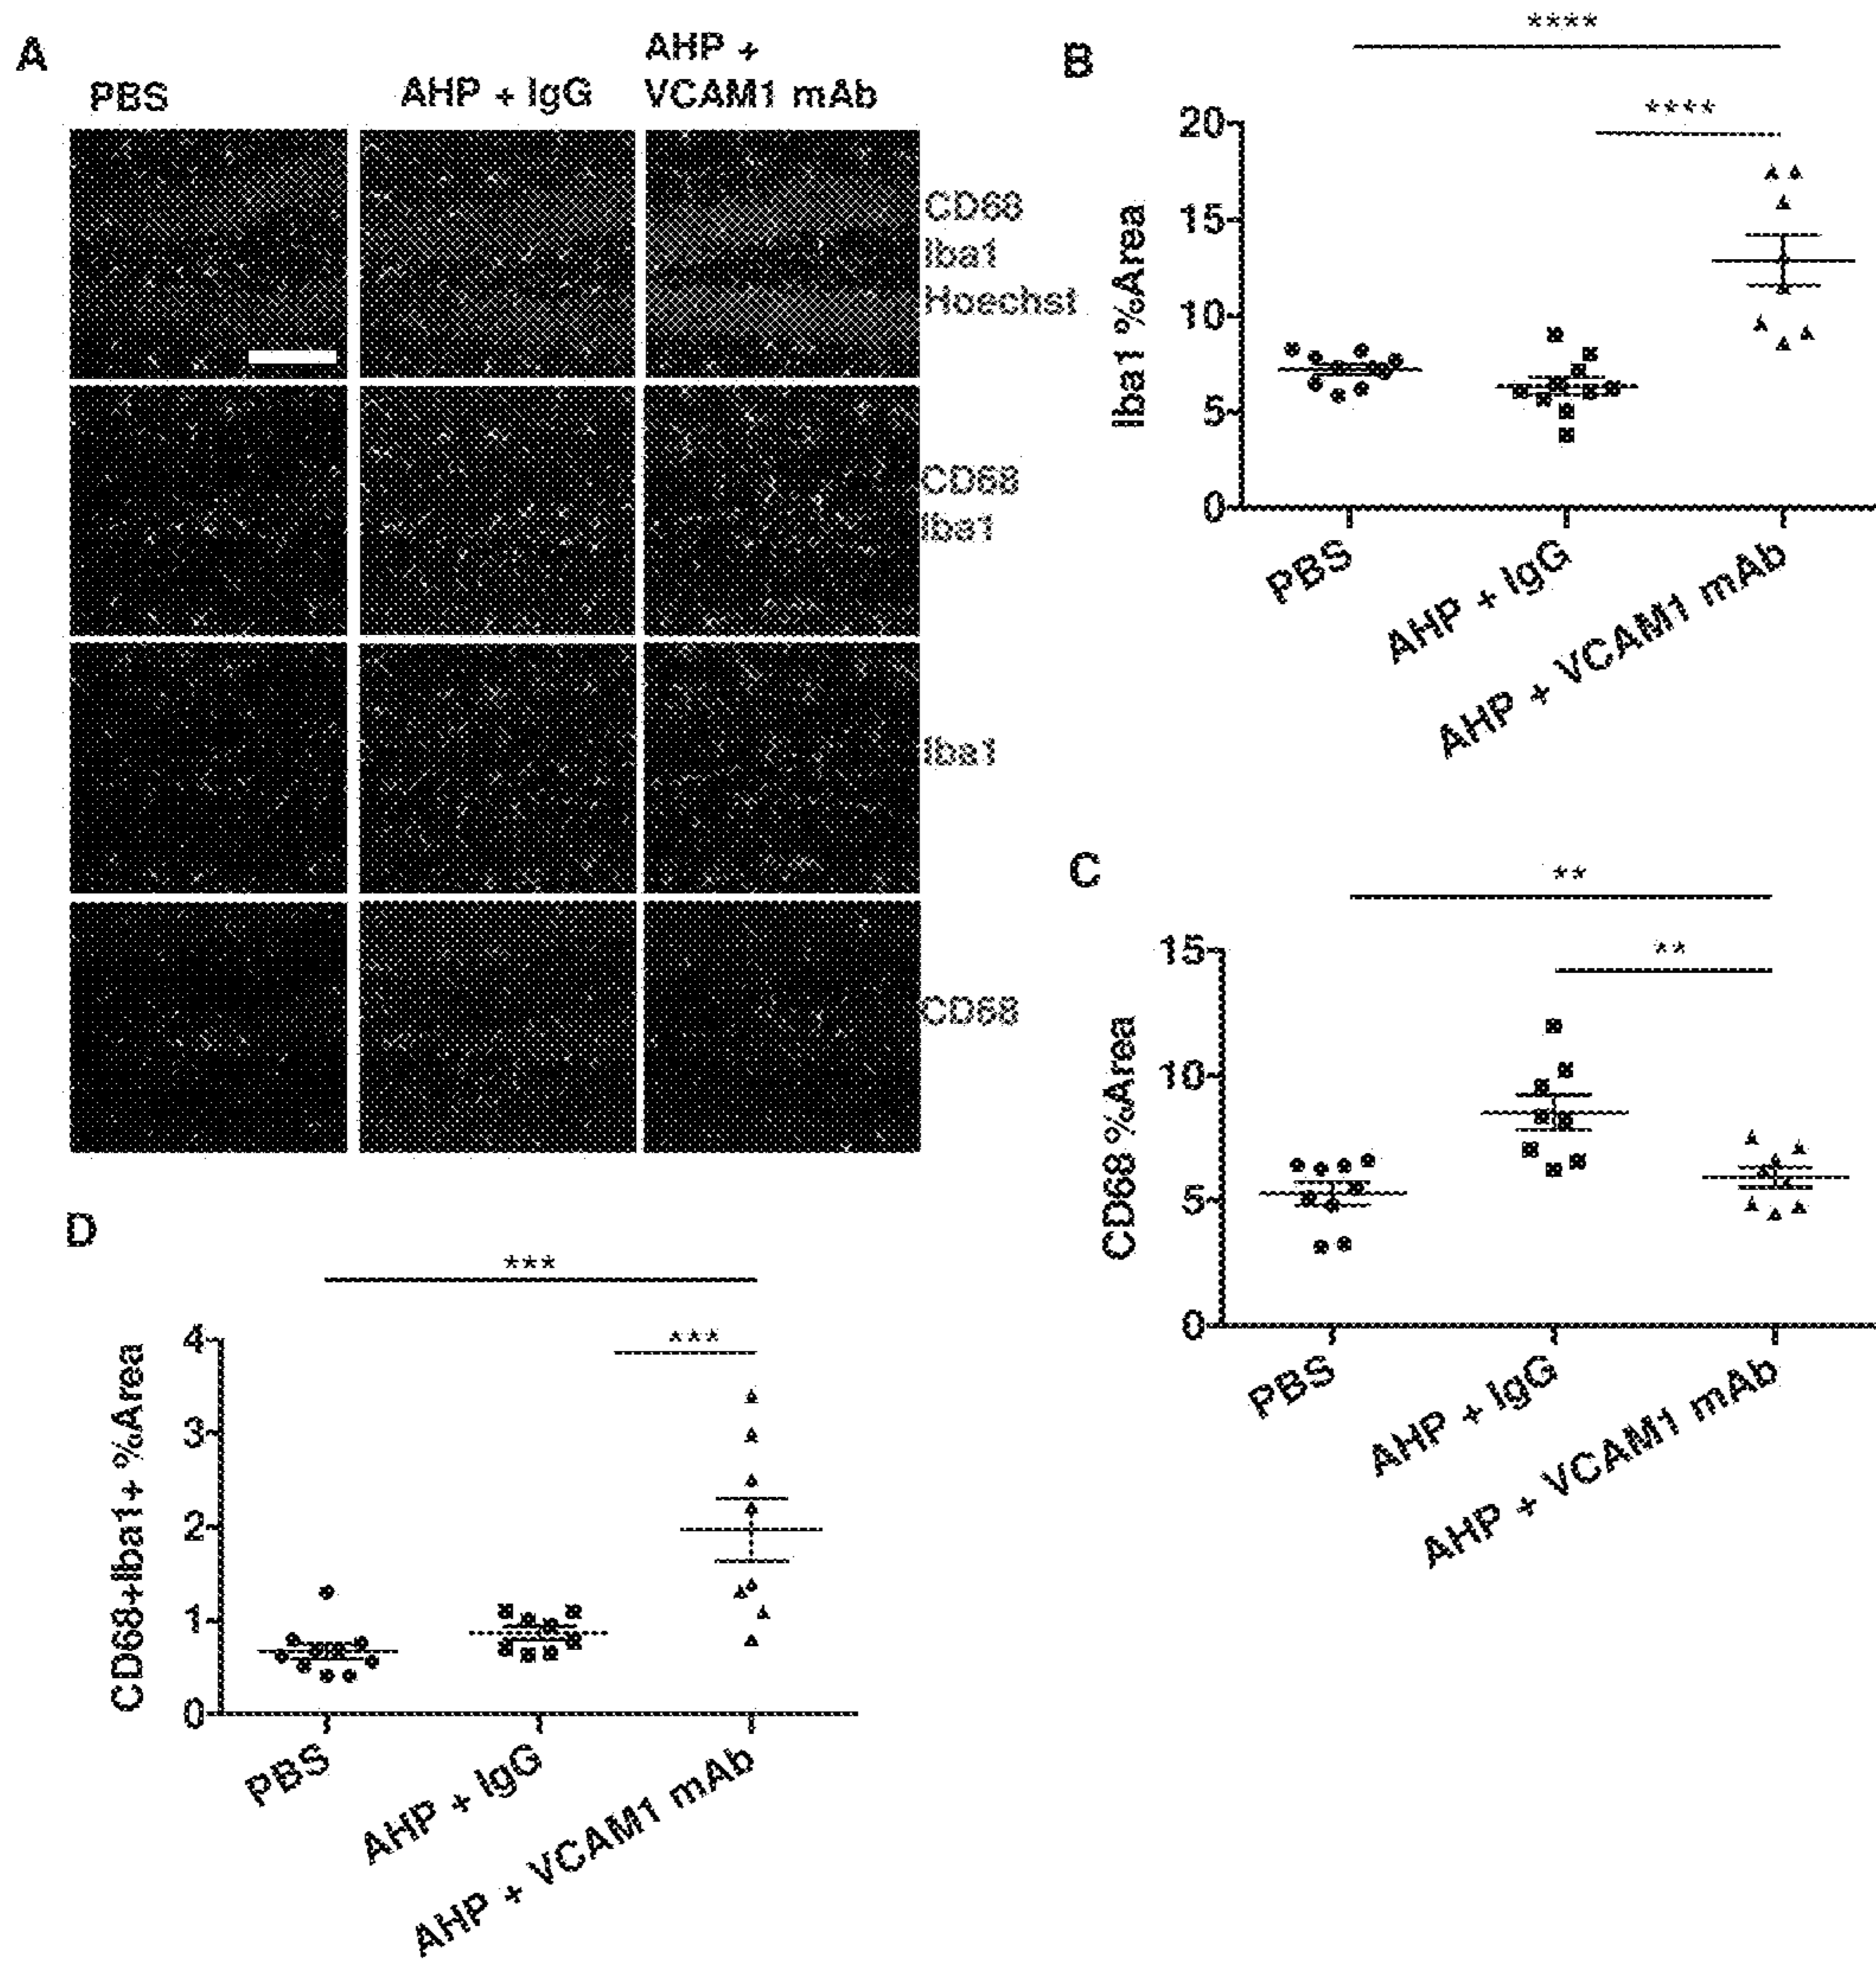 A
PBS
AHP + IgG
AHP +
VCAM1 mAb
CD68
Iba1
Hoechst
CD68
Iba1
Iba1
CD68
B
****
****
Iba1 %Area
20
15
10
5
0
PBS
AHP + IgG
AHP + VCAM1 mAb
C
**
**
CD68 %Area
15
10
5
0
PBS
AHP + IgG
AHP + VCAM1 mAb
D
***
***
CD68+Iba1+ %Area
4
3
2
1
0
PBS
AHP + IgG
AHP + VCAM1 mAb